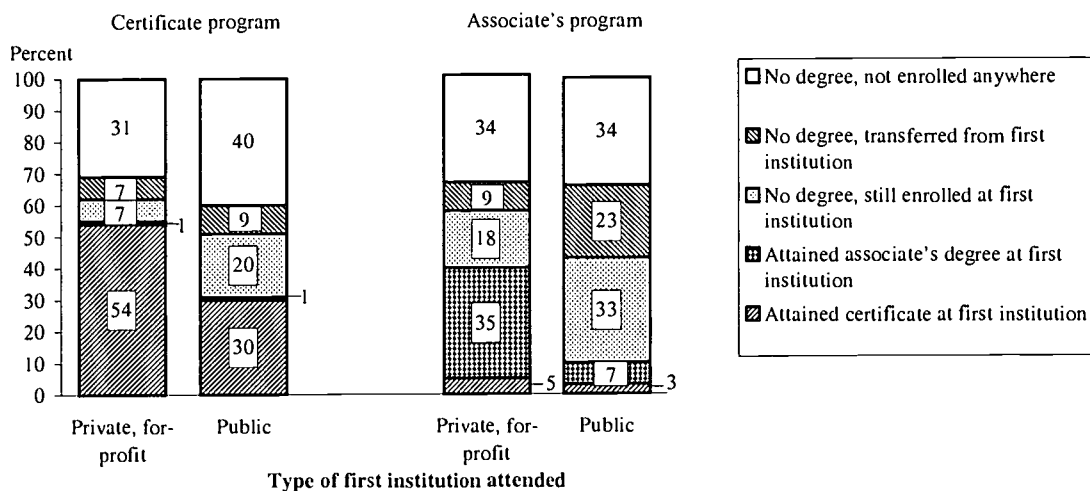 Certificate program
Associate's program
Percent
100
90
80
70
60
50
40
30
20
10
0
31
7
7
1
54
40
9
20
1
30
34
9
18
35
5
34
23
33
7
3
Private, for-
profit
Public
Private, for-
profit
Public
Type of first institution attended
No degree, not enrolled anywhere
No degree, transferred from first
institution
No degree, still enrolled at first
institution
Attained associate's degree at first
institution
Attained certificate at first institution